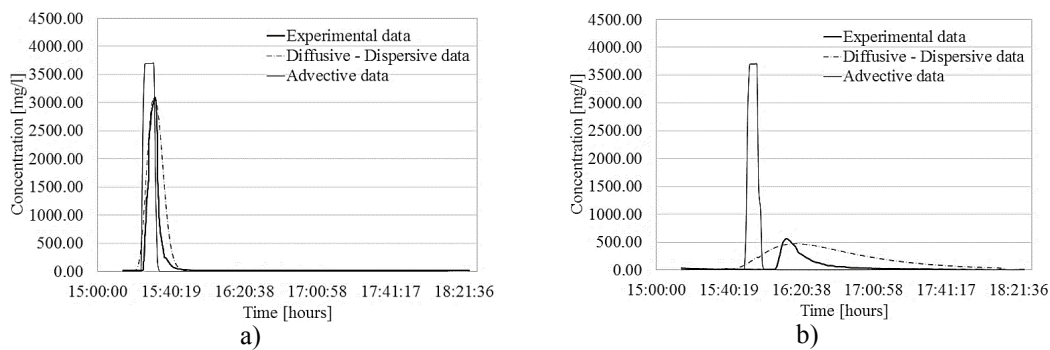 4500.00
4000.00
3500.00
3000.00
2500.00
2000.00
1500.00
1000.00
500.00
0.00
Concentration [mg/l]
Experimental data
Diffusive - Dispersive data
Advective data
15:00:00 15:40:19 16:20:38 17:00:58 17:41:17 18:21:36
Time [hours]
a)
4500.00
4000.00
3500.00
3000.00
2500.00
2000.00
1500.00
1000.00
500.00
0.00
Concentration [mg/l]
Experimental data
Diffusive - Dispersive data
Advective data
15:00:00 15:40:19 16:20:38 17:00:58 17:41:17 18:21:36
Time [hours]
b)